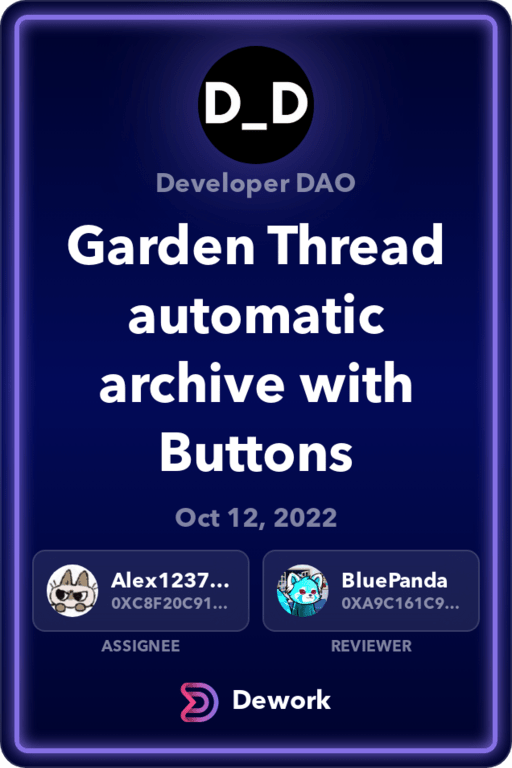 D_D
Developer DAO
Garden Thread
automatic
archive with
Buttons
Oct 12, 2022
Alex1237...
0XC8F20C91...
BluePanda
0XA9C161C9...
ASSIGNEE
REVIEWER
Dework